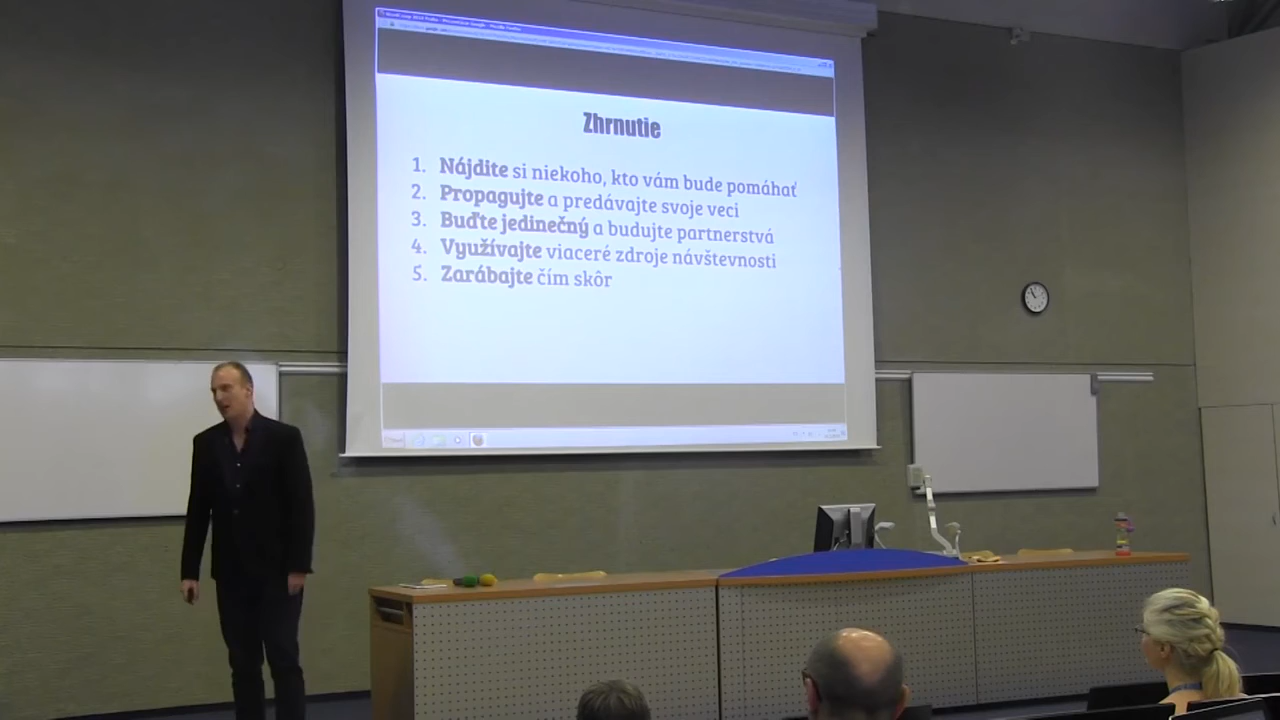 Zhrnutie
1. Nájdite si niekoho, kto vám bude pomáhať
2. Propagujte a predávajte svoje veci
3. Buďte jedinečný a budujte partnerstvá
4. Využívajte viaceré zdroje návštevnosti
5. Zarábajte čím skôr